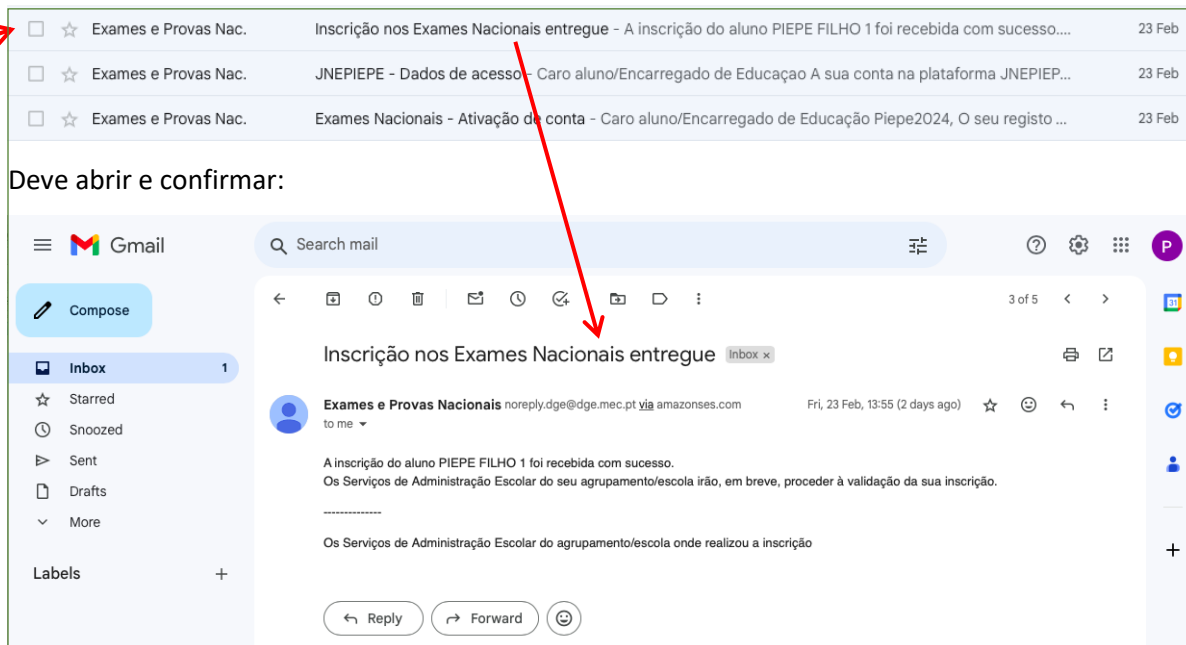 Exames e Provas Nac. Inscrição nos Exames Nacionais entregue - A inscrição do aluno PIEPE FILHO 1 foi recebida com sucesso.... 23 Feb
Exames e Provas Nac. JNEPIEPE - Dados de acesso - Caro aluno/Encarregado de Educaçao A sua conta na plataforma JNEPIEP... 23 Feb
Exames e Provas Nac. Exames Nacionais - Ativação de conta - Caro aluno/Encarregado de Educação Piepe2024, O seu registo ... 23 Feb
Deve abrir e confirmar:
Gmail Search mail P
Compose 3 of 5 31
Inscrição nos Exames Nacionais entregue Inbox ×
Inbox 1
Starred Exames e Provas Nacionais noreply.dge@dge.mec.pt via amazonses.com Fri, 23 Feb, 13:55 (2 days ago)
to me
Snoozed
Sent A inscrição do aluno PIEPE FILHO 1 foi recebida com sucesso.
Os Serviços de Administração Escolar do seu agrupamento/escola irão, em breve, proceder à validação da sua inscrição.
Drafts
--------------
More
Os Serviços de Administração Escolar do agrupamento/escola onde realizou a inscrição
Labels +
Reply Forward